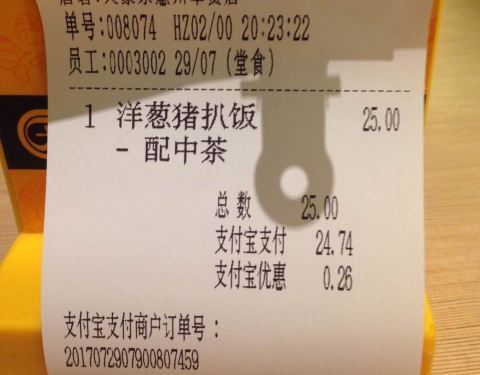 单号:008074 HZ02/00 20:23:22
员工:0003002 29/07 (堂食)
1 洋葱猪扒饭 25.00
- 配中茶
总数 25.00
支付宝支付 24.74
支付宝优惠 0.26
支付宝支付商户订单号：
2017072907900807459